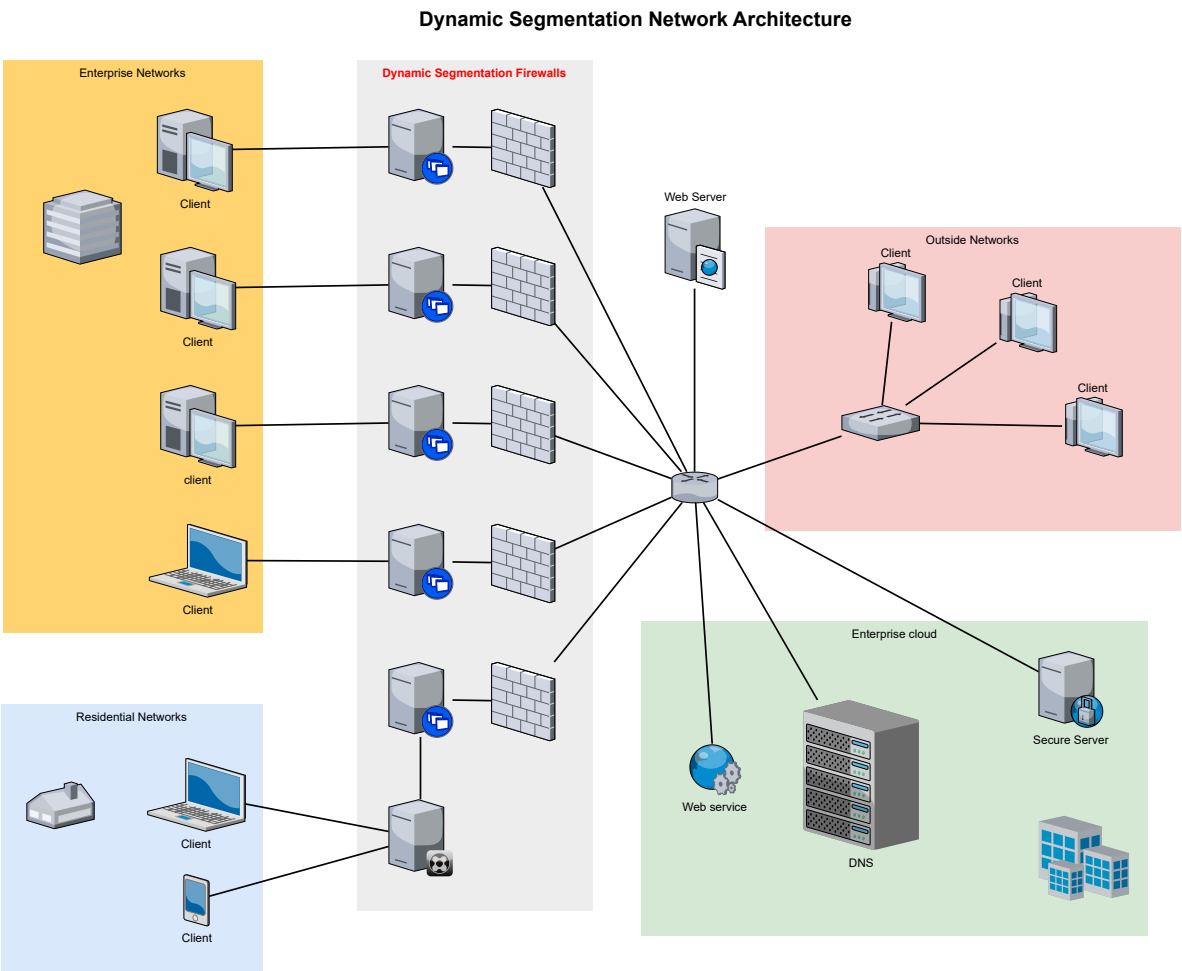 Dynamic Segmentation Network Architecture
Enterprise Networks
Client
Client
client
Client
Dynamic Segmentation Firewalls
Web Server
Outside Networks
Client
Client
Client
Enterprise cloud
Secure Server
Web service
DNS
Residential Networks
Client
Client